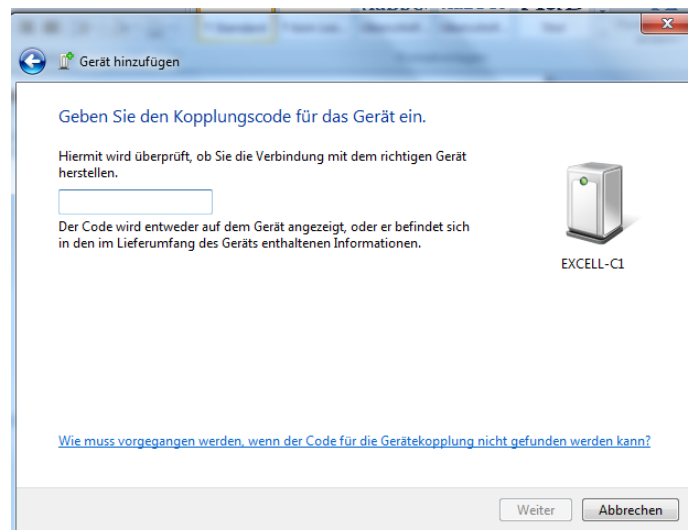 Gerät hinzufügen
Geben Sie den Kopplungscode für das Gerät ein.
Hiermit wird überprüft, ob Sie die Verbindung mit dem richtigen Gerät
herstellen.
Der Code wird entweder auf dem Gerät angezeigt, oder er befindet sich
in den im Lieferumfang des Geräts enthaltenen Informationen.
EXCELL-C1
Wie muss vorgegangen werden, wenn der Code für die Gerätekopplung nicht gefunden werden kann?
Weiter
Abbrechen